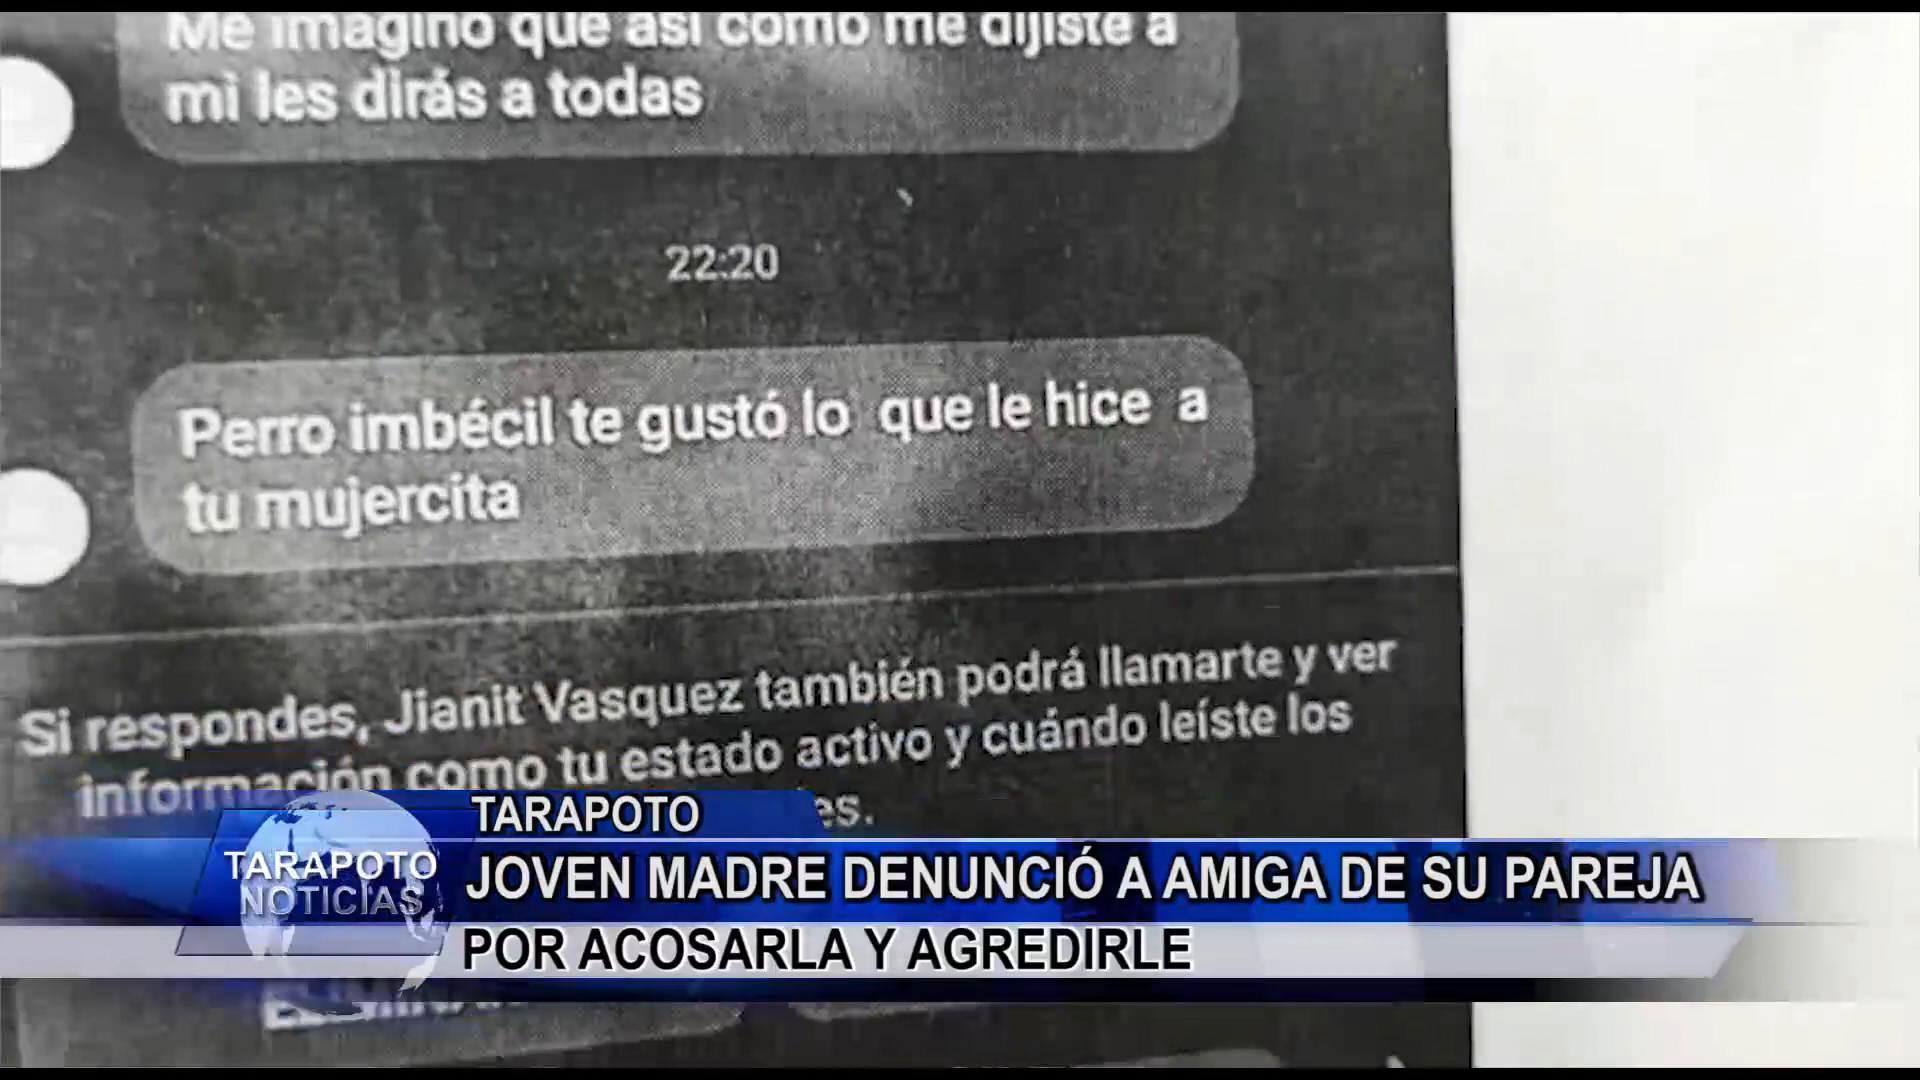 Me imagino que así como me dijiste a
mi les dirás a todas
22:20
Perro imbécil te gustó lo que le hice a
tu mujercita
Si respondes, Jianit Vasquez también podrá llamarte y ver
información como tu estado activo y cuándo leíste los
es.
TARAPOTO
TARAPOTO
NOTICIAS
JOVEN MADRE DENUNCIÓ A AMIGA DE SU PAREJA
POR ACOSARLA Y AGREDIRLE